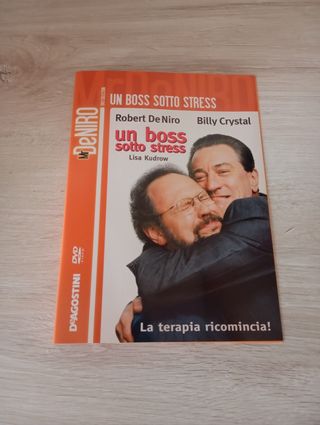 Mr DeNIRO
UN BOSS SOTTO STRESS
Robert De Niro
Billy Crystal
un boss
sotto stress
Lisa Kudrow
La terapia ricomincia!
DVD
DeAGOSTINI